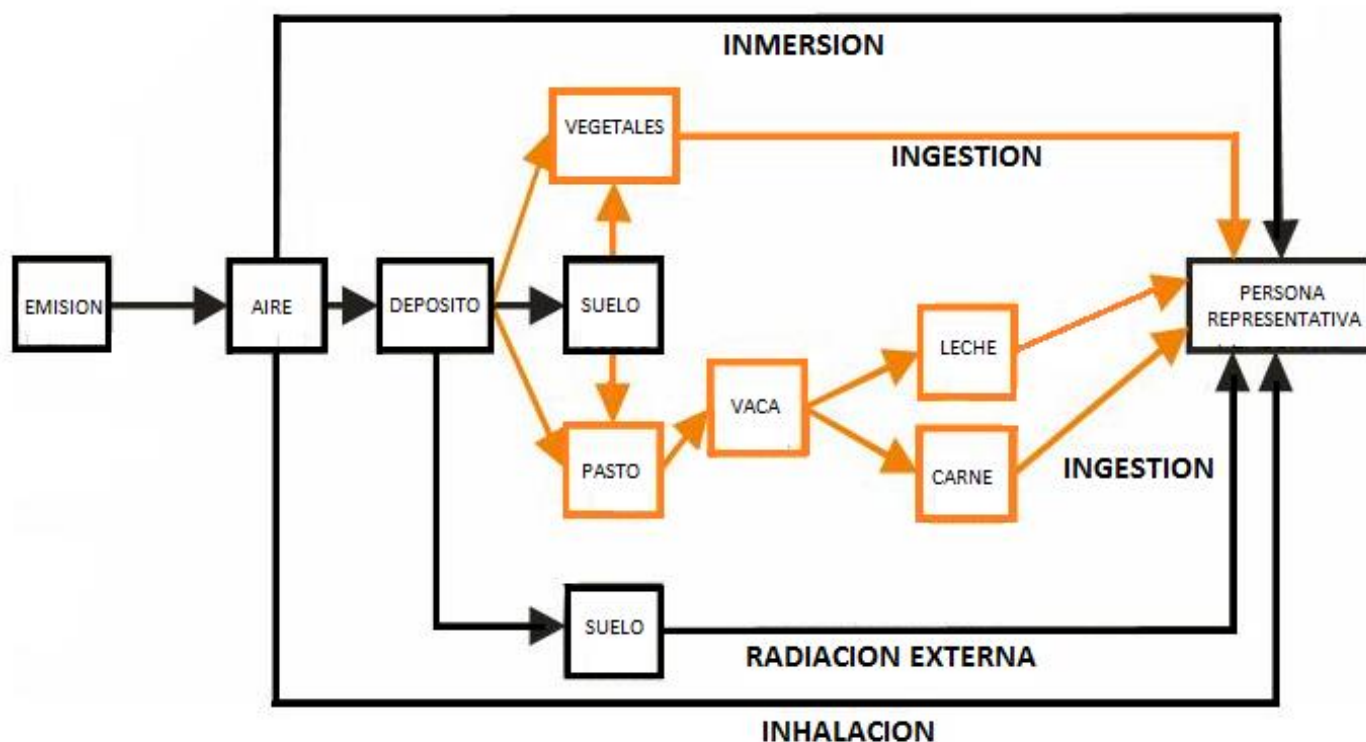 INMERSION
VEGETALES
INGESTION
EMISION
AIRE
DEPOSITO
SUELO
PERSONA
REPRESENTATIVA
LECHE
VACA
PASTO
CARNE
INGESTION
SUELO
RADIACION EXTERNA
INHALACION